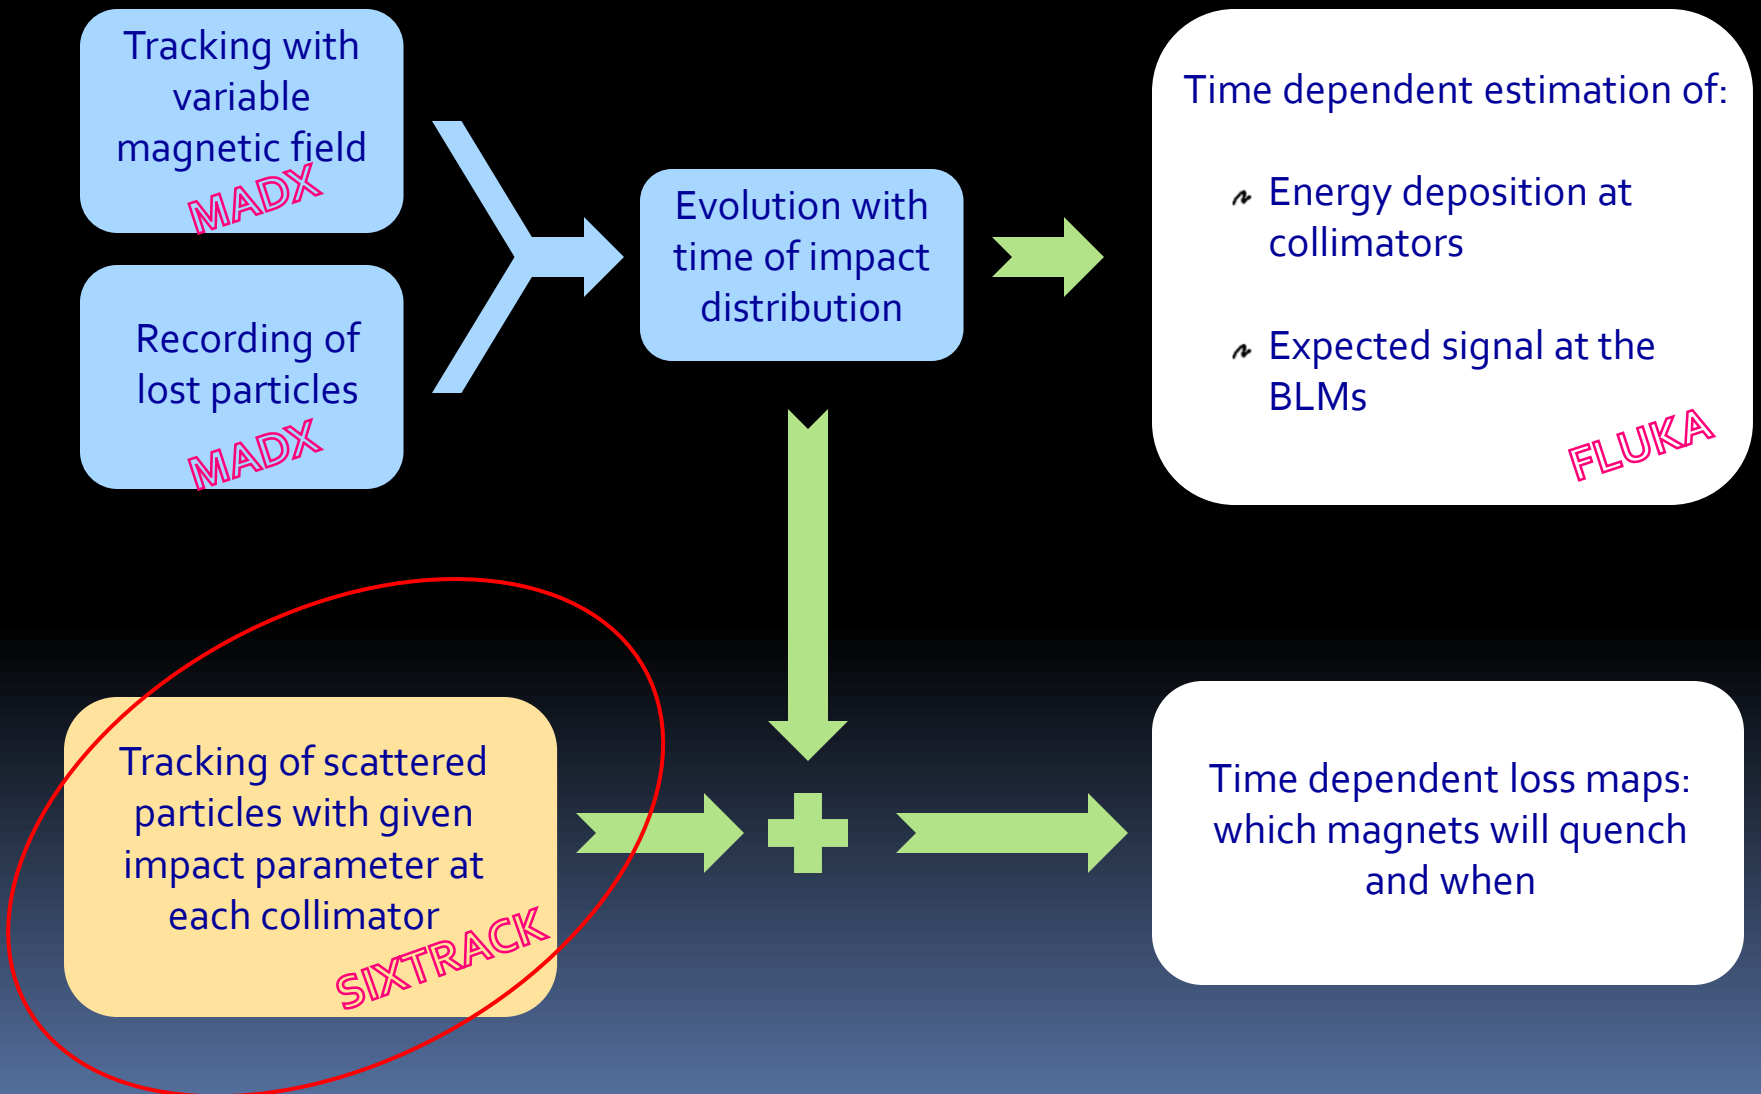 Tracking with
variable
magnetic field
MADX
Recording of
lost particles
MADX
Evolution with
time of impact
distribution
Time dependent estimation of:
Energy deposition at
collimators
Expected signal at the
BLMs
FLUKA
Tracking of scattered
particles with given
impact parameter at
each collimator
SIXTRACK
Time dependent loss maps:
which magnets will quench
and when